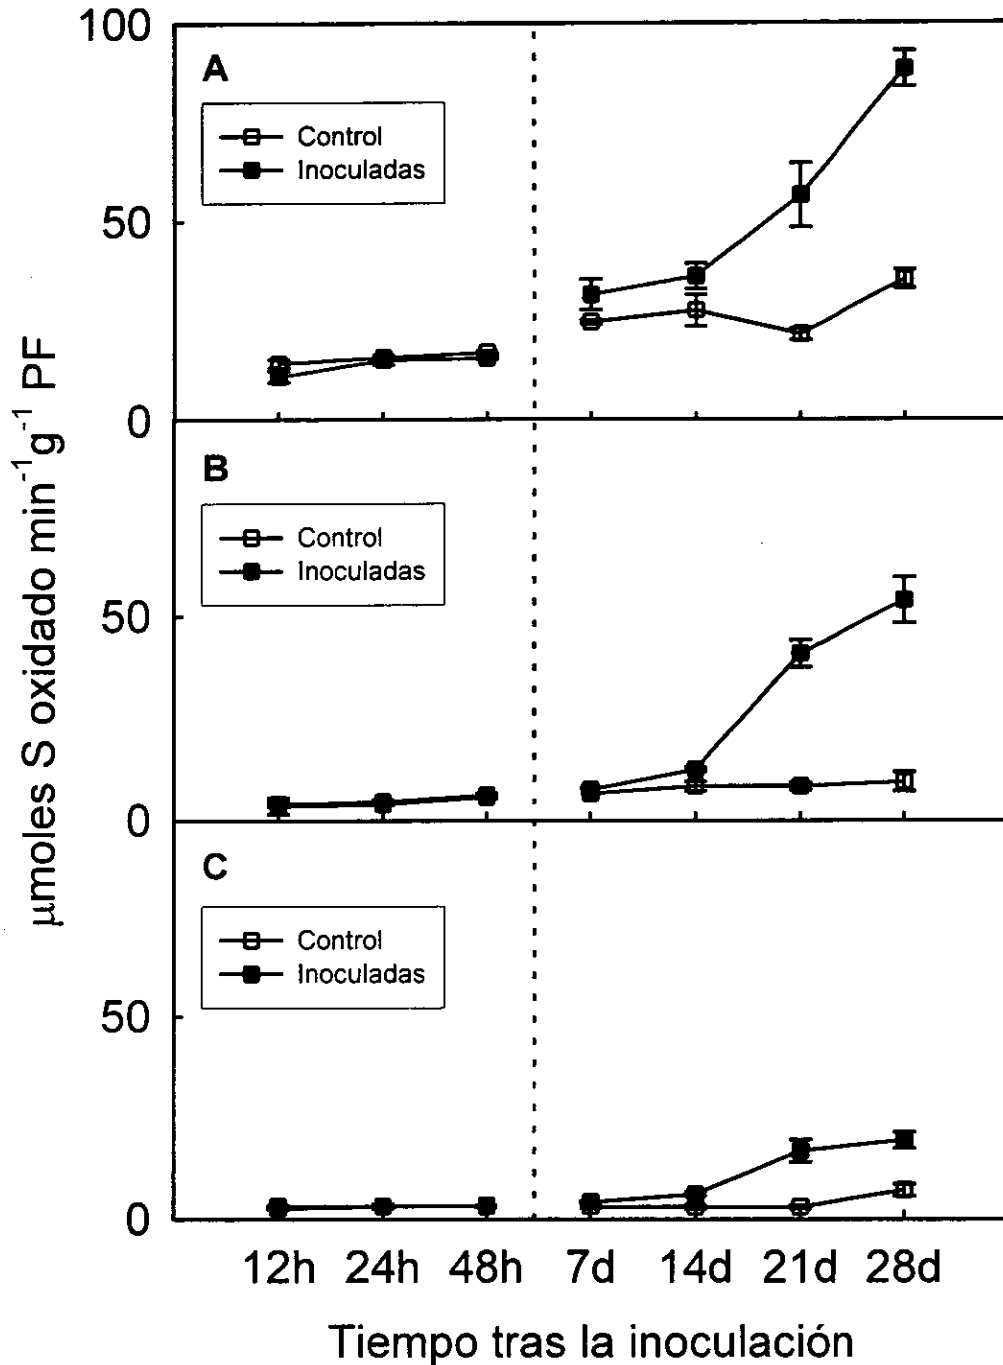 100
A
Control
Inoculadas
50
0
B
Control
Inoculadas
50
0
C
Control
Inoculadas
50
0
µmoles S oxidado min⁻¹g⁻¹ PF
12h 24h 48h 7d 14d 21d 28d
Tiempo tras la inoculación